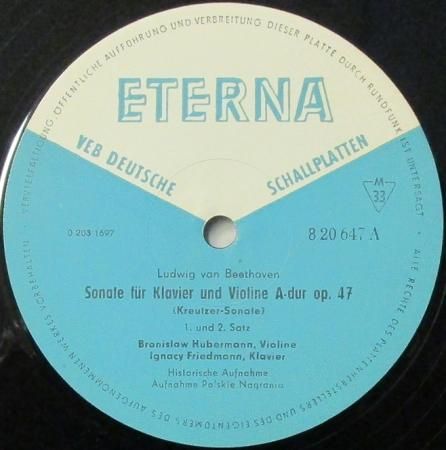 ALLE RECHTE DES PLATTENHERSTELLERS UND DES EIGENTÜMERS DES AUFGENOMMENEN WERKES VORBEHALTEN · VERVIELFÄLTIGUNG, ÖFFENTLICHE AUFFÜHRUNG UND VERBREITUNG DIESER PLATTE DURCH RUNDFUNK IST UNTERSAGT ·
ETERNA
VEB DEUTSCHE SCHALLPLATTEN
M
33
0 203 1697
8 20 647 A
Ludwig van Beethoven
Sonate für Klavier und Violine A-dur op. 47
(Kreutzer-Sonate)
1. und 2. Satz
Bronislaw Hubermann, Violine
Ignacy Friedmann, Klavier
Historische Aufnahme
Aufnahme Polskie Nagrania